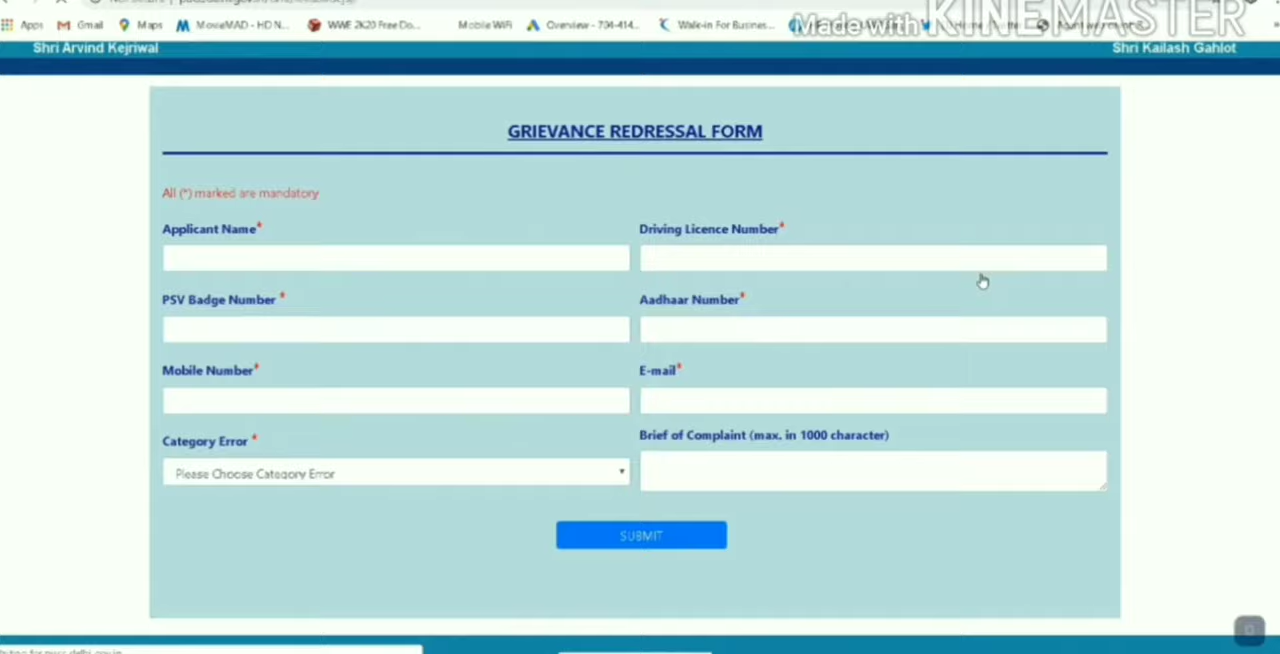 Apps Gmail Maps MovieMAD - HD N... WWE 2K20 Free Do... Mobile WiFi Overview - 734-414... Walk-in For Busines...
Made with KINEMASTER
Shri Arvind Kejriwal Shri Kailash Gahlot
GRIEVANCE REDRESSAL FORM
All (*) marked are mandatory
Applicant Name* Driving Licence Number*
PSV Badge Number * Aadhaar Number*
Mobile Number* E-mail*
Category Error * Brief of Complaint (max. in 1000 character)
Please Choose Category Error
SUBMIT